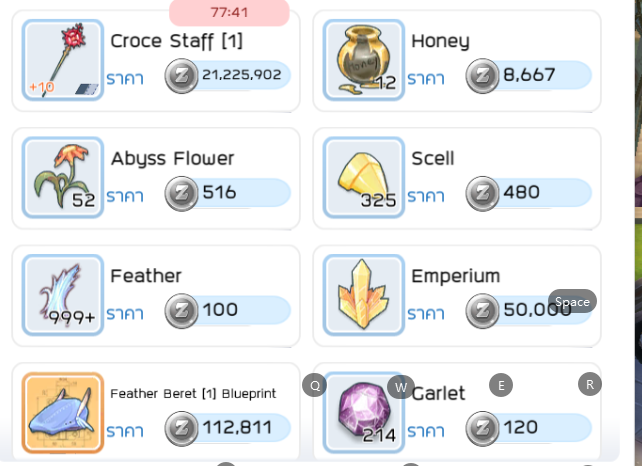 77:41
Croce Staff [1]
+10
ราคา
21,225,902
Honey
12
ราคา
8,667
Abyss Flower
52
ราคา
516
Scell
325
ราคา
480
Feather
999+
ราคา
100
Emperium
ราคา
50,000
Space
Feather Beret [1] Blueprint
ราคา
112,811
Q
W
E
R
Garlet
214
ราคา
120